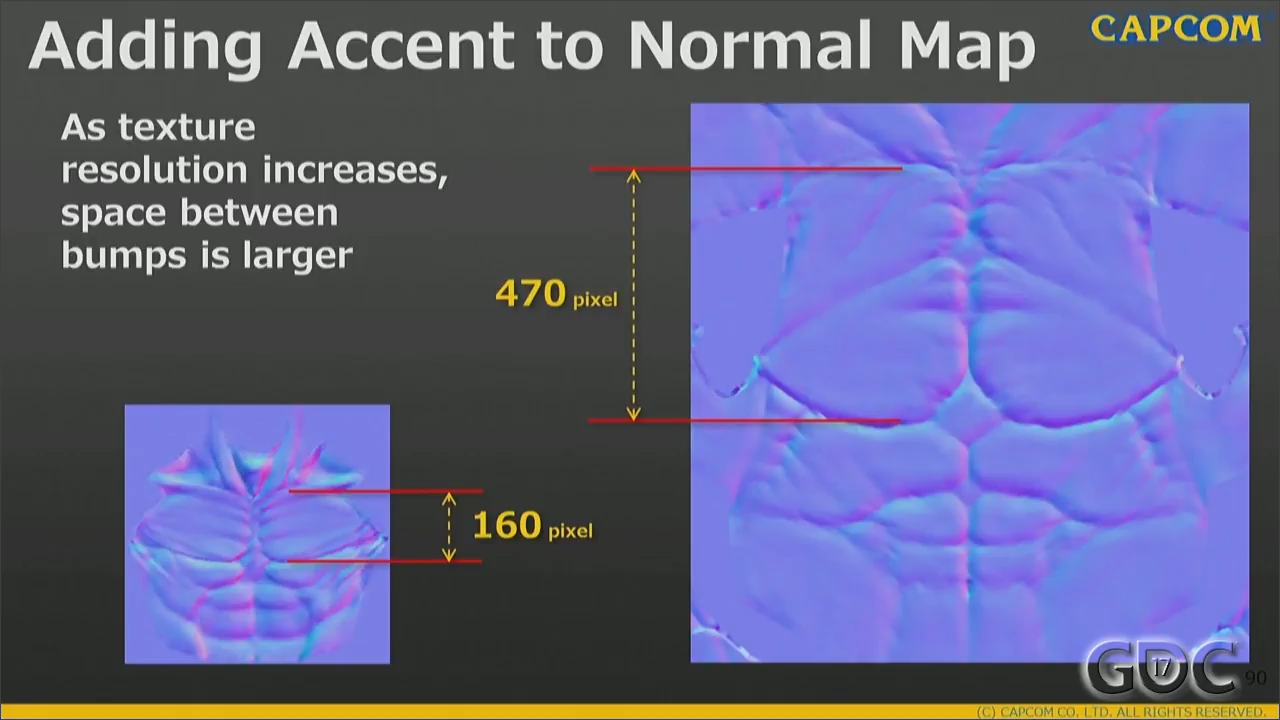 Adding Accent to Normal Map
CAPCOM
As texture
resolution increases,
space between
bumps is larger
470 pixel
160 pixel
GDC
17
90
(C) CAPCOM CO., LTD. ALL RIGHTS RESERVED.